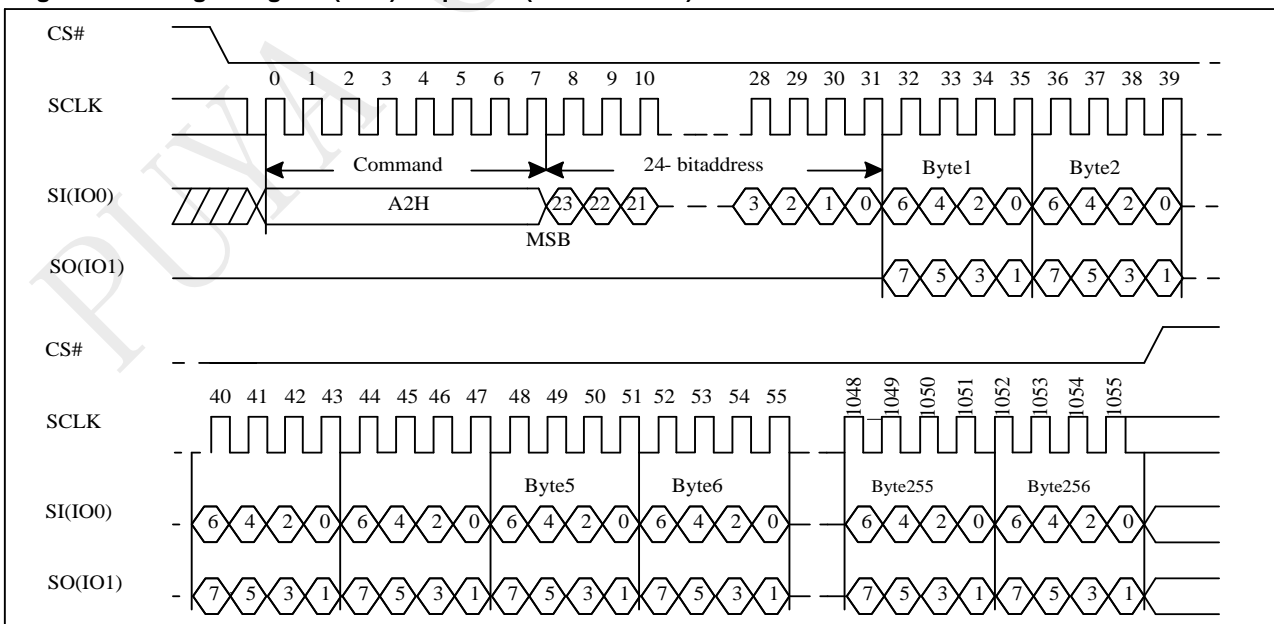 CS#
0 1 2 3 4 5 6 7 8 9 10 28 29 30 31 32 33 34 35 36 37 38 39
SCLK
Command 24- bitaddress Byte1 Byte2
SI(IO0) A2H 23 22 21 3 2 1 0 6 4 2 0 6 4 2 0
MSB
SO(IO1) 7 5 3 1 7 5 3 1
CS#
40 41 42 43 44 45 46 47 48 49 50 51 52 53 54 55 1048 1049 1050 1051 1052 1053 1054 1055
SCLK
Byte5 Byte6 Byte255 Byte256
SI(IO0) 6 4 2 0 6 4 2 0 6 4 2 0 6 4 2 0 6 4 2 0 6 4 2 0
SO(IO1) 7 5 3 1 7 5 3 1 7 5 3 1 7 5 3 1 7 5 3 1 7 5 3 1
PUYA